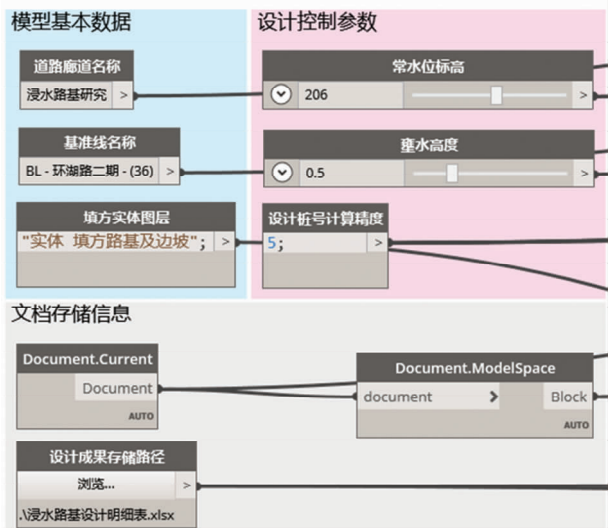 模型基本数据
设计控制参数
道路廊道名称
浸水路基研究 >
常水位标高
206 >
基准线名称
BL - 环湖路二期 - (36) >
壅水高度
0.5 >
填方实体图层
"实体 填方路基及边坡"; >
设计桩号计算精度
5; >
文档存储信息
Document.Current
Document
AUTO
Document.ModelSpace
document > Block
AUTO
设计成果存储路径
浏览... >
.\浸水路基设计明细表.xlsx